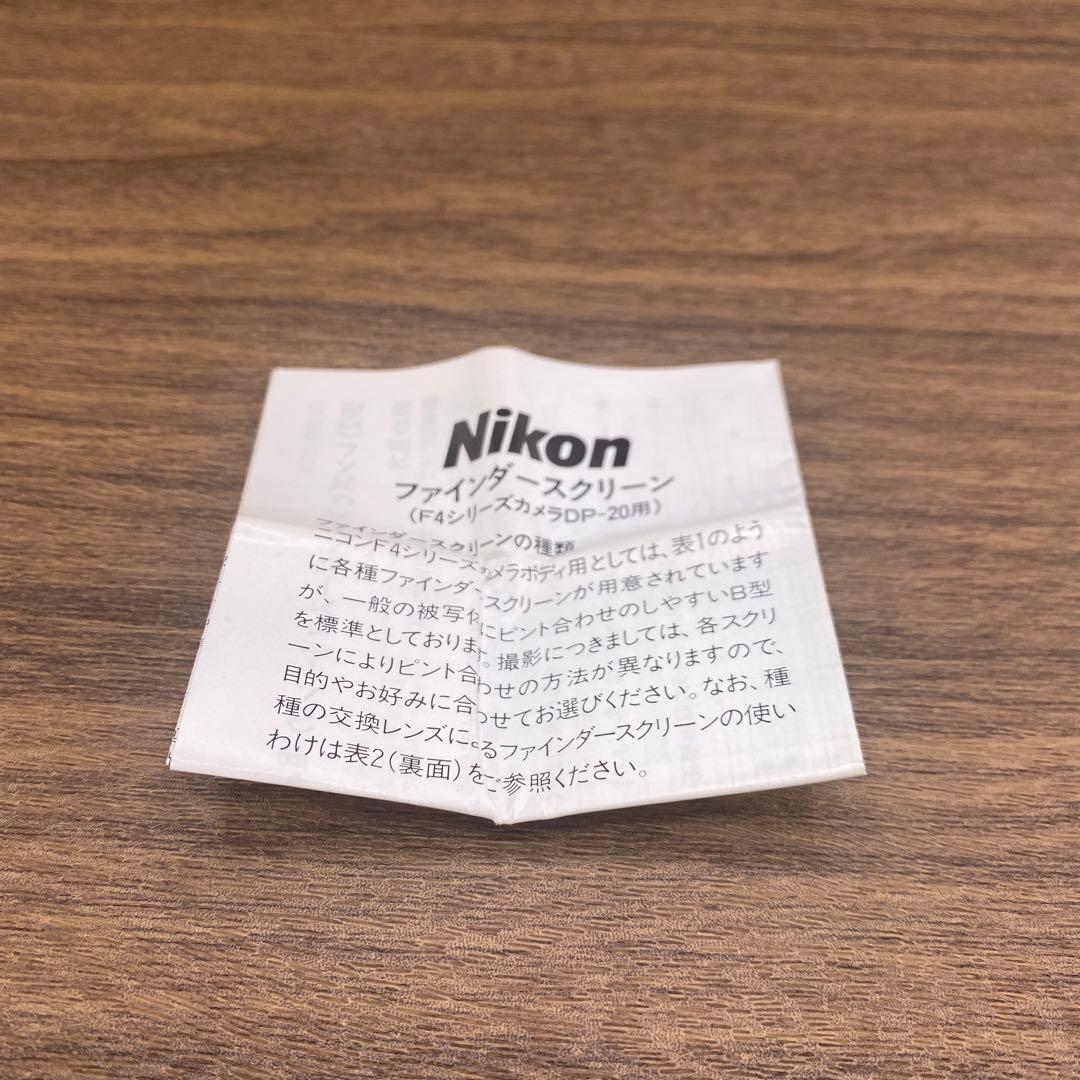 Nikon
ファインダースクリーン
(F4シリーズカメラDP-20用)
ファインダースクリーンの種類
ニコンF4シリーズカメラボディ用としては、表1のよう
に各種ファインダースクリーンが用意されています
が、一般の被写体にピント合わせのしやすいB型
を標準としております。撮影につきましては、各スクリ
ーンによりピント合わせの方法が異なりますので、
目的やお好みに合わせてお選びください。なお、種
種の交換レンズによるファインダースクリーンの使い
わけは表2(裏面)をご参照ください。